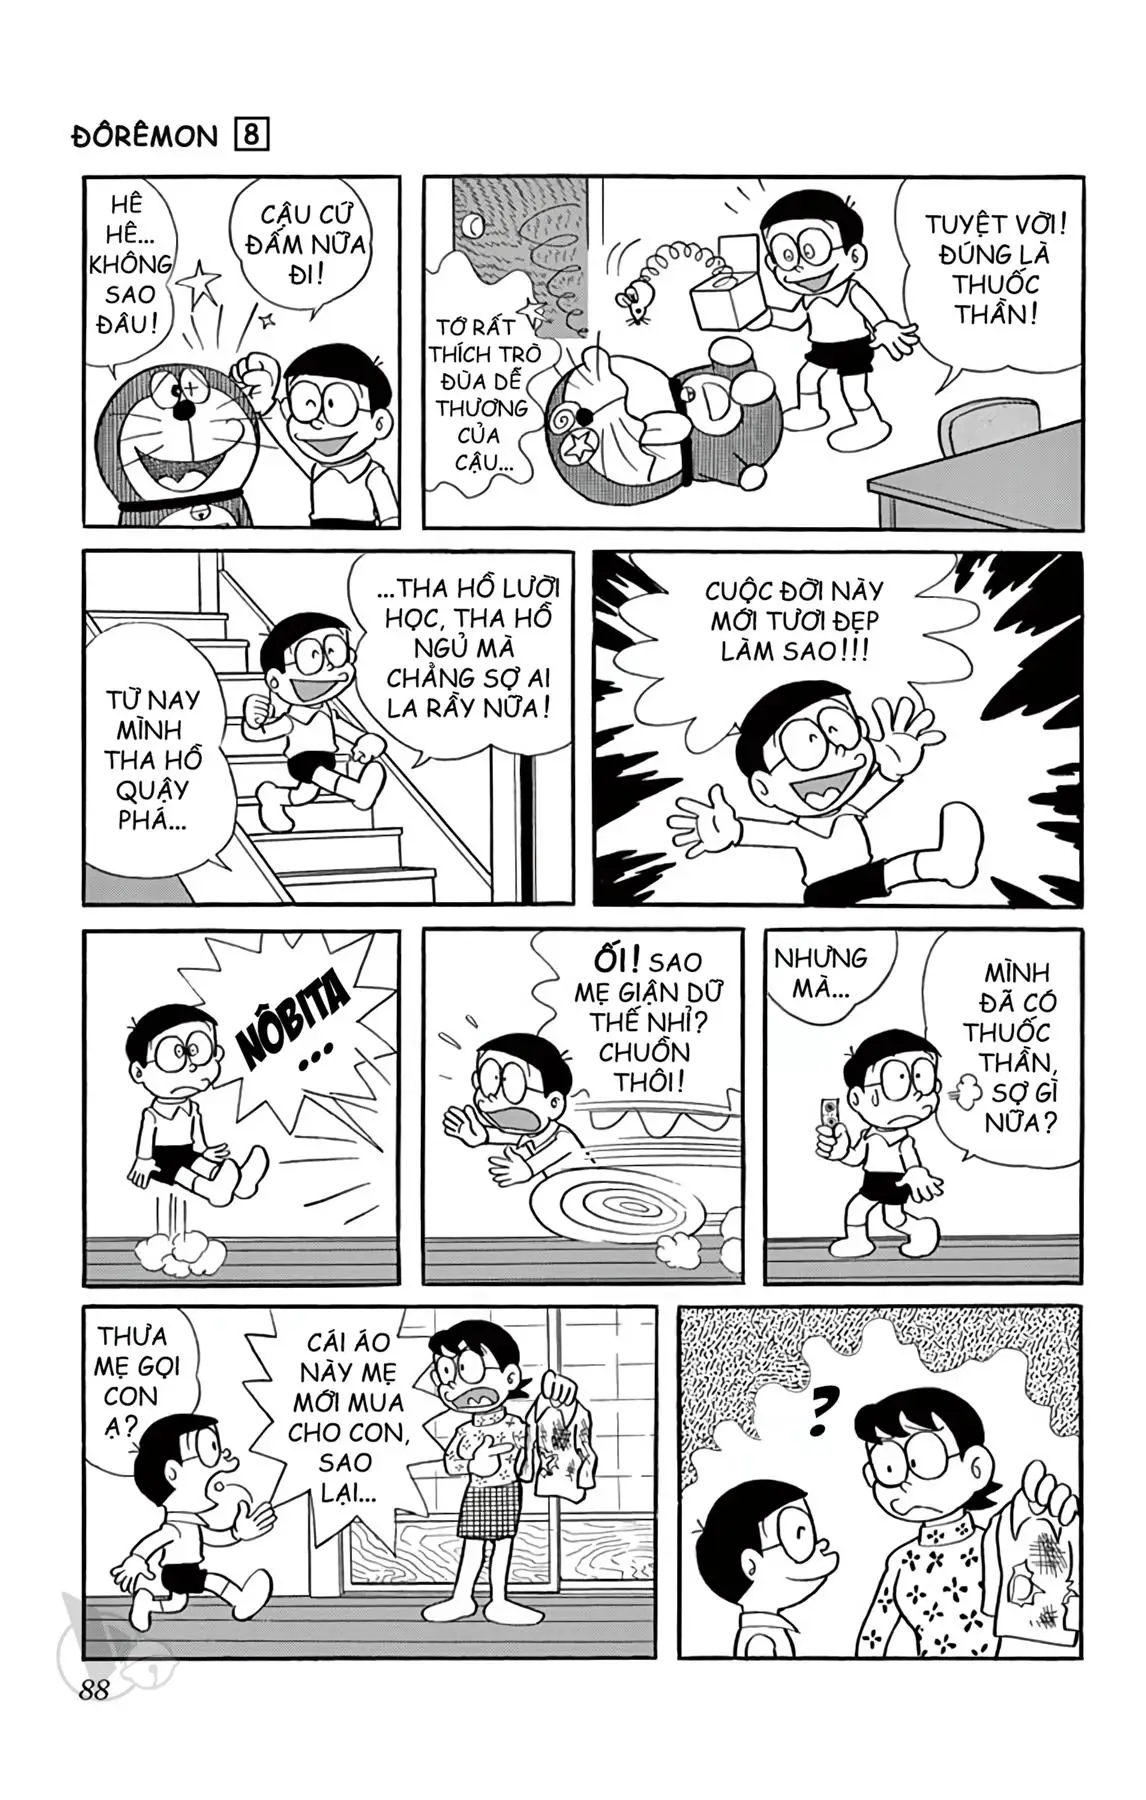 ĐÔRÊMON 8
HÊ
HÊ...
KHÔNG
SAO
ĐÂU!
CẬU CỨ
ĐẤM NỮA
ĐI!
TỚ RẤT
THÍCH TRÒ
ĐÙA DỄ
THƯƠNG
CỦA
CẬU...
TUYỆT VỜI!
ĐÚNG LÀ
THUỐC
THẦN!
TỪ NAY
MÌNH
THA HỒ
QUẬY
PHÁ...
...THA HỒ LƯỜI
HỌC, THA HỒ
NGỦ MÀ
CHẲNG SỢ AI
LA RẦY NỮA!
CUỘC ĐỜI NÀY
MỚI TƯƠI ĐẸP
LÀM SAO!!!
NÔBITA
...
ỐI! SAO
MẸ GIẬN DỮ
THẾ NHỈ?
CHUỒN
THÔI!
NHƯNG
MÀ...
MÌNH
ĐÃ CÓ
THUỐC
THẦN,
SỢ GÌ
NỮA?
THƯA
MẸ GỌI
CON
Ạ?
CÁI ÁO
NÀY MẸ
MỚI MUA
CHO CON,
SAO
LẠI...
?
88